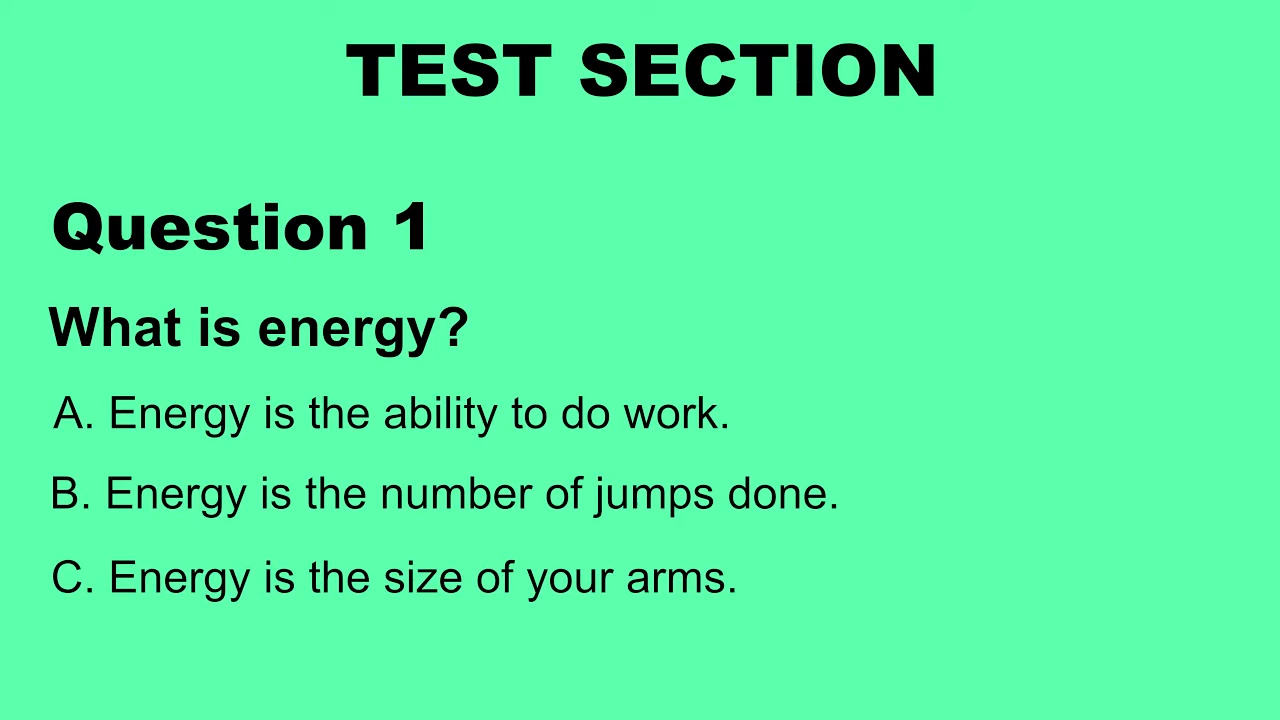 TEST SECTION
Question 1
What is energy?
A. Energy is the ability to do work.
B. Energy is the number of jumps done.
C. Energy is the size of your arms.